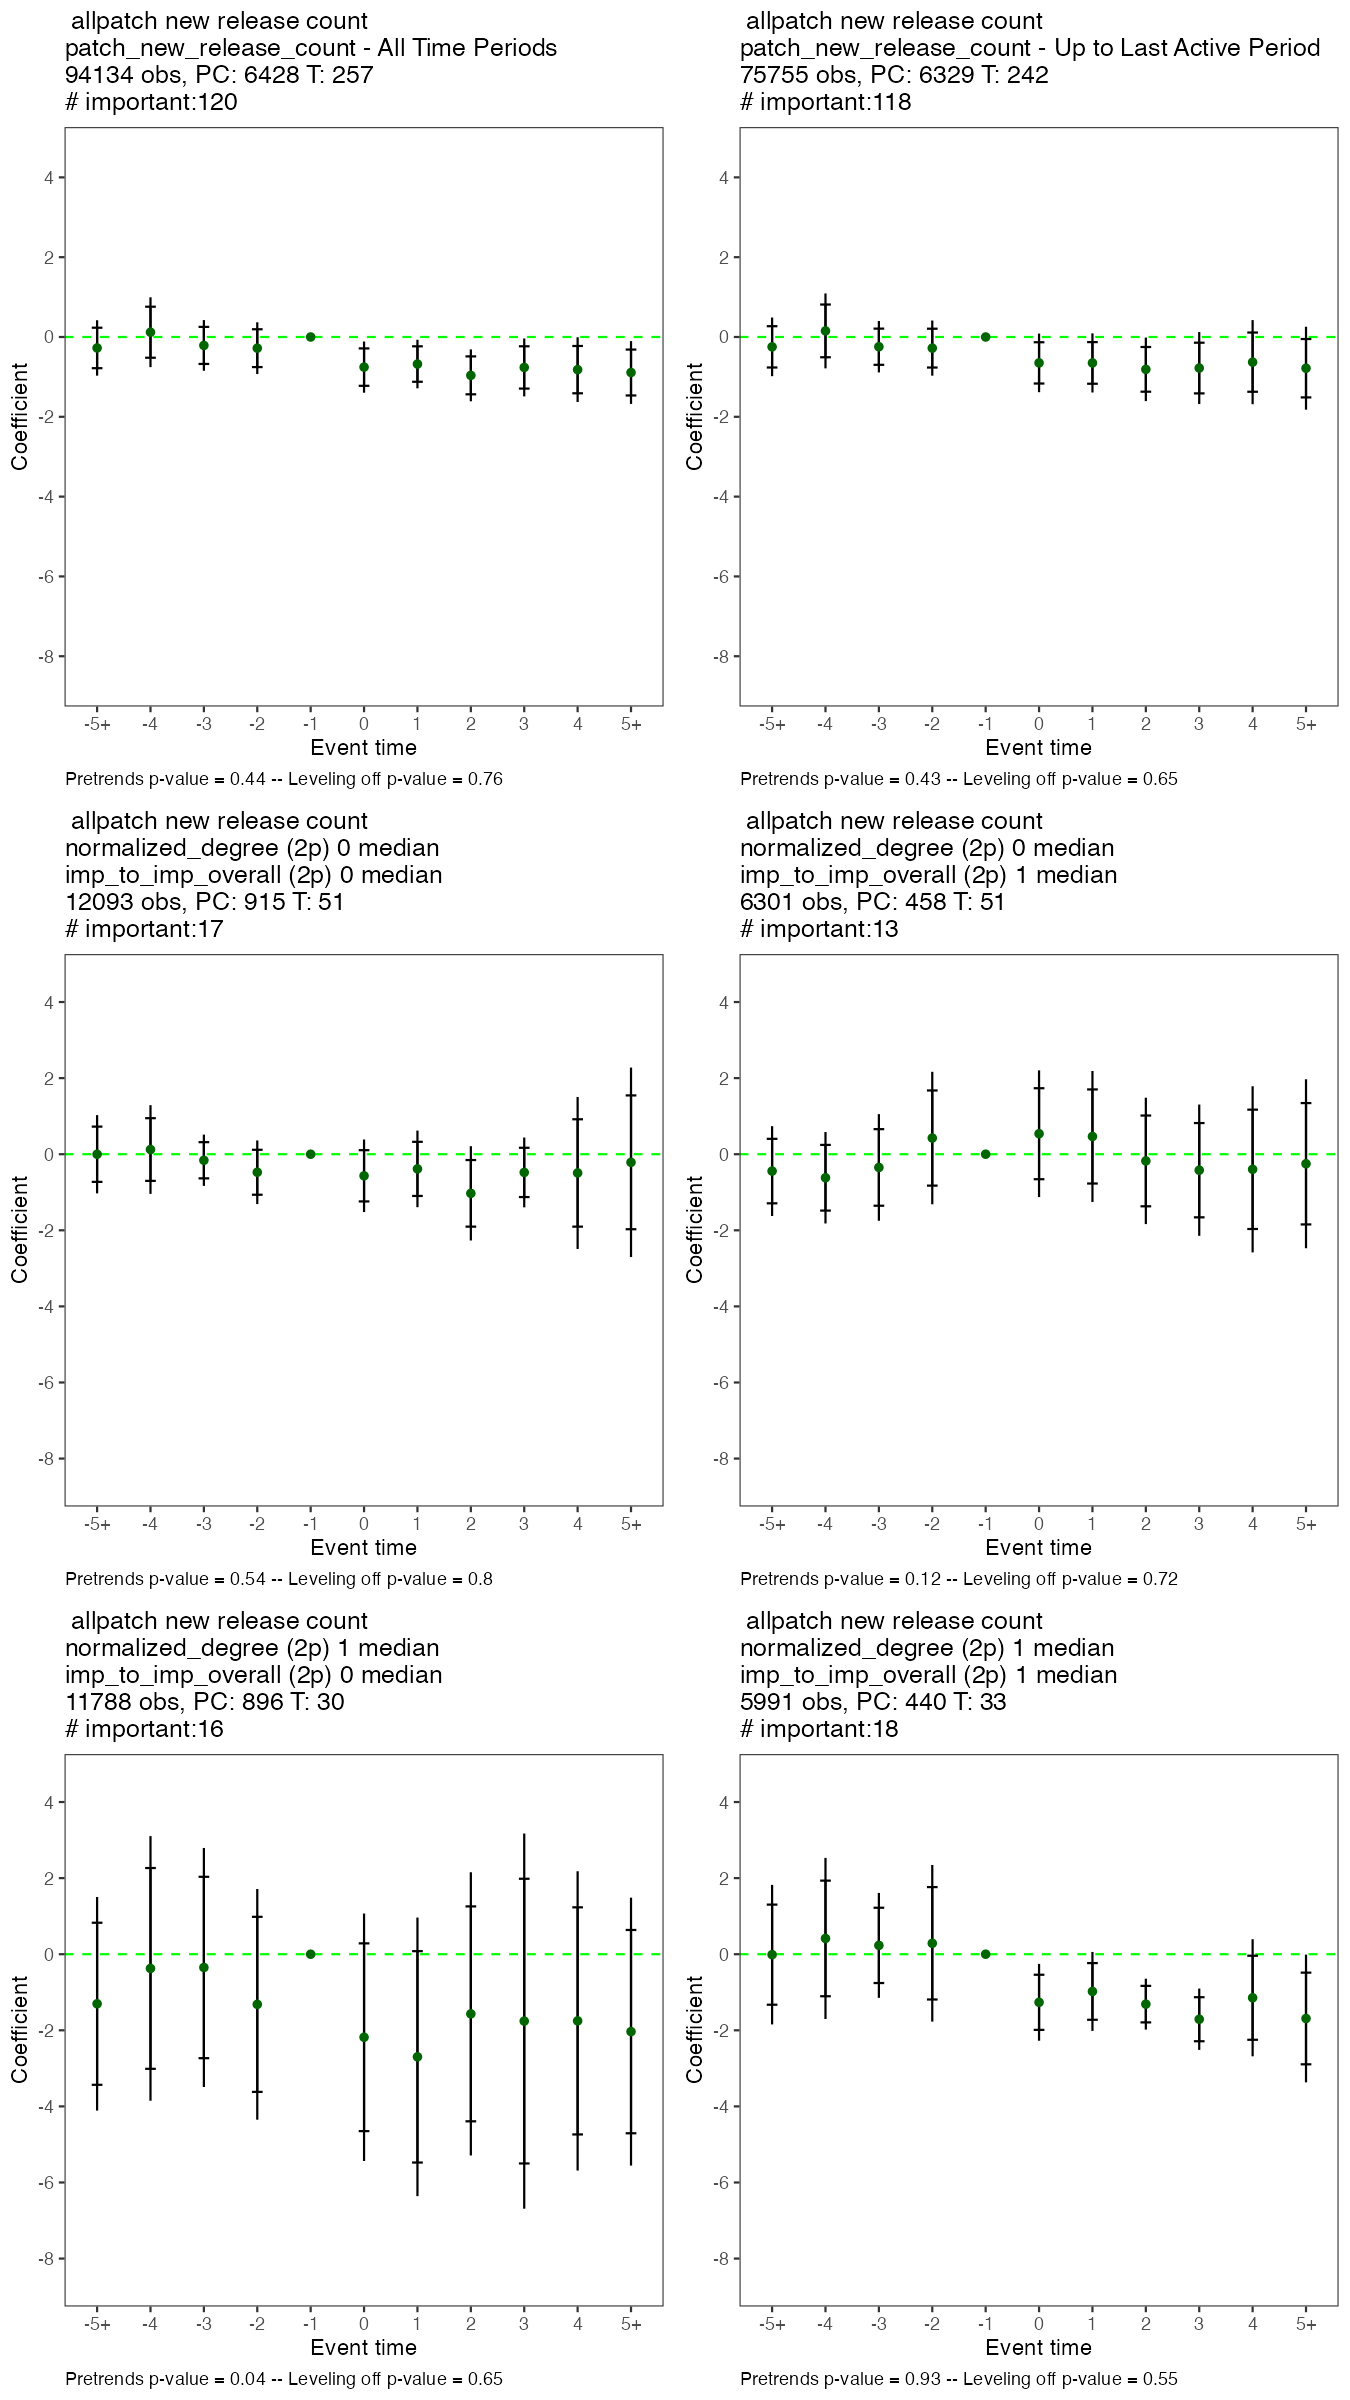 allpatch new release count
patch_new_release_count - All Time Periods
94134 obs, PC: 6428 T: 257
# important:120
4
2
0
-2
-4
-6
-8
Coefficient
-5+ -4 -3 -2 -1 0 1 2 3 4 5+
Event time
Pretrends p-value = 0.44 -- Leveling off p-value = 0.76
allpatch new release count
patch_new_release_count - Up to Last Active Period
75755 obs, PC: 6329 T: 242
# important:118
4
2
0
-2
-4
-6
-8
Coefficient
-5+ -4 -3 -2 -1 0 1 2 3 4 5+
Event time
Pretrends p-value = 0.43 -- Leveling off p-value = 0.65
allpatch new release count
normalized_degree (2p) 0 median
imp_to_imp_overall (2p) 0 median
12093 obs, PC: 915 T: 51
# important:17
4
2
0
-2
-4
-6
-8
Coefficient
-5+ -4 -3 -2 -1 0 1 2 3 4 5+
Event time
Pretrends p-value = 0.54 -- Leveling off p-value = 0.8
allpatch new release count
normalized_degree (2p) 0 median
imp_to_imp_overall (2p) 1 median
6301 obs, PC: 458 T: 51
# important:13
4
2
0
-2
-4
-6
-8
Coefficient
-5+ -4 -3 -2 -1 0 1 2 3 4 5+
Event time
Pretrends p-value = 0.12 -- Leveling off p-value = 0.72
allpatch new release count
normalized_degree (2p) 1 median
imp_to_imp_overall (2p) 0 median
11788 obs, PC: 896 T: 30
# important:16
4
2
0
-2
-4
-6
-8
Coefficient
-5+ -4 -3 -2 -1 0 1 2 3 4 5+
Event time
Pretrends p-value = 0.04 -- Leveling off p-value = 0.65
allpatch new release count
normalized_degree (2p) 1 median
imp_to_imp_overall (2p) 1 median
5991 obs, PC: 440 T: 33
# important:18
4
2
0
-2
-4
-6
-8
Coefficient
-5+ -4 -3 -2 -1 0 1 2 3 4 5+
Event time
Pretrends p-value = 0.93 -- Leveling off p-value = 0.55